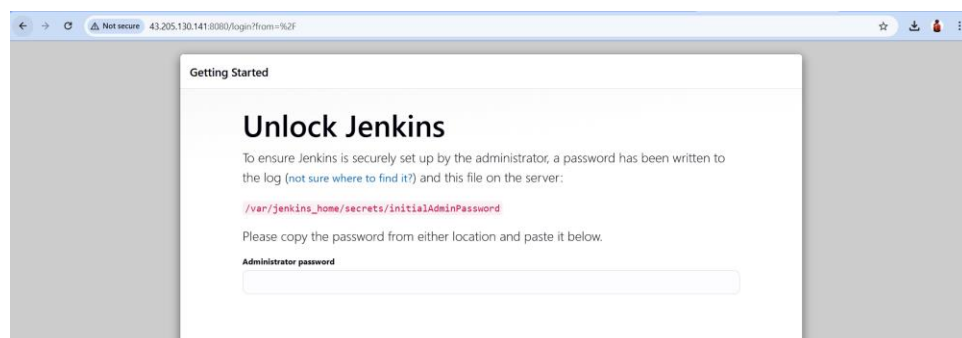 Not secure 43.205.130.141:8080/login?from=%2F
Getting Started
Unlock Jenkins
To ensure Jenkins is securely set up by the administrator, a password has been written to
the log (not sure where to find it?) and this file on the server:
/var/jenkins_home/secrets/initialAdminPassword
Please copy the password from either location and paste it below.
Administrator password